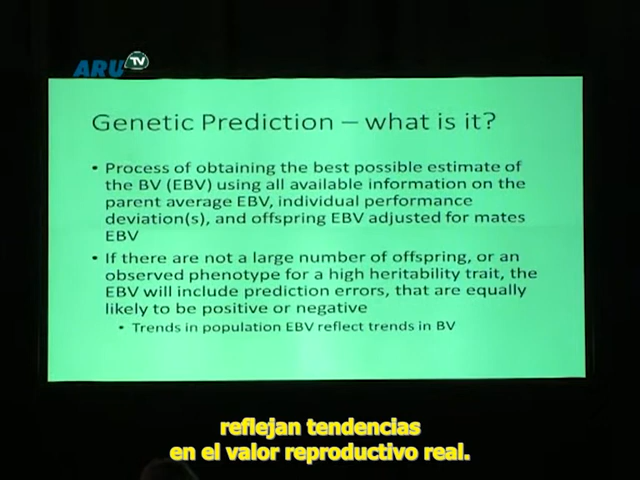 ARU TV
Genetic Prediction – what is it?
• Process of obtaining the best possible estimate of
the BV (EBV) using all available information on the
parent average EBV, individual performance
deviation(s), and offspring EBV adjusted for mates
EBV
• If there are not a large number of offspring, or an
observed phenotype for a high heritability trait, the
EBV will include prediction errors, that are equally
likely to be positive or negative
• Trends in population EBV reflect trends in BV
reflejan tendencias
en el valor reproductivo real.